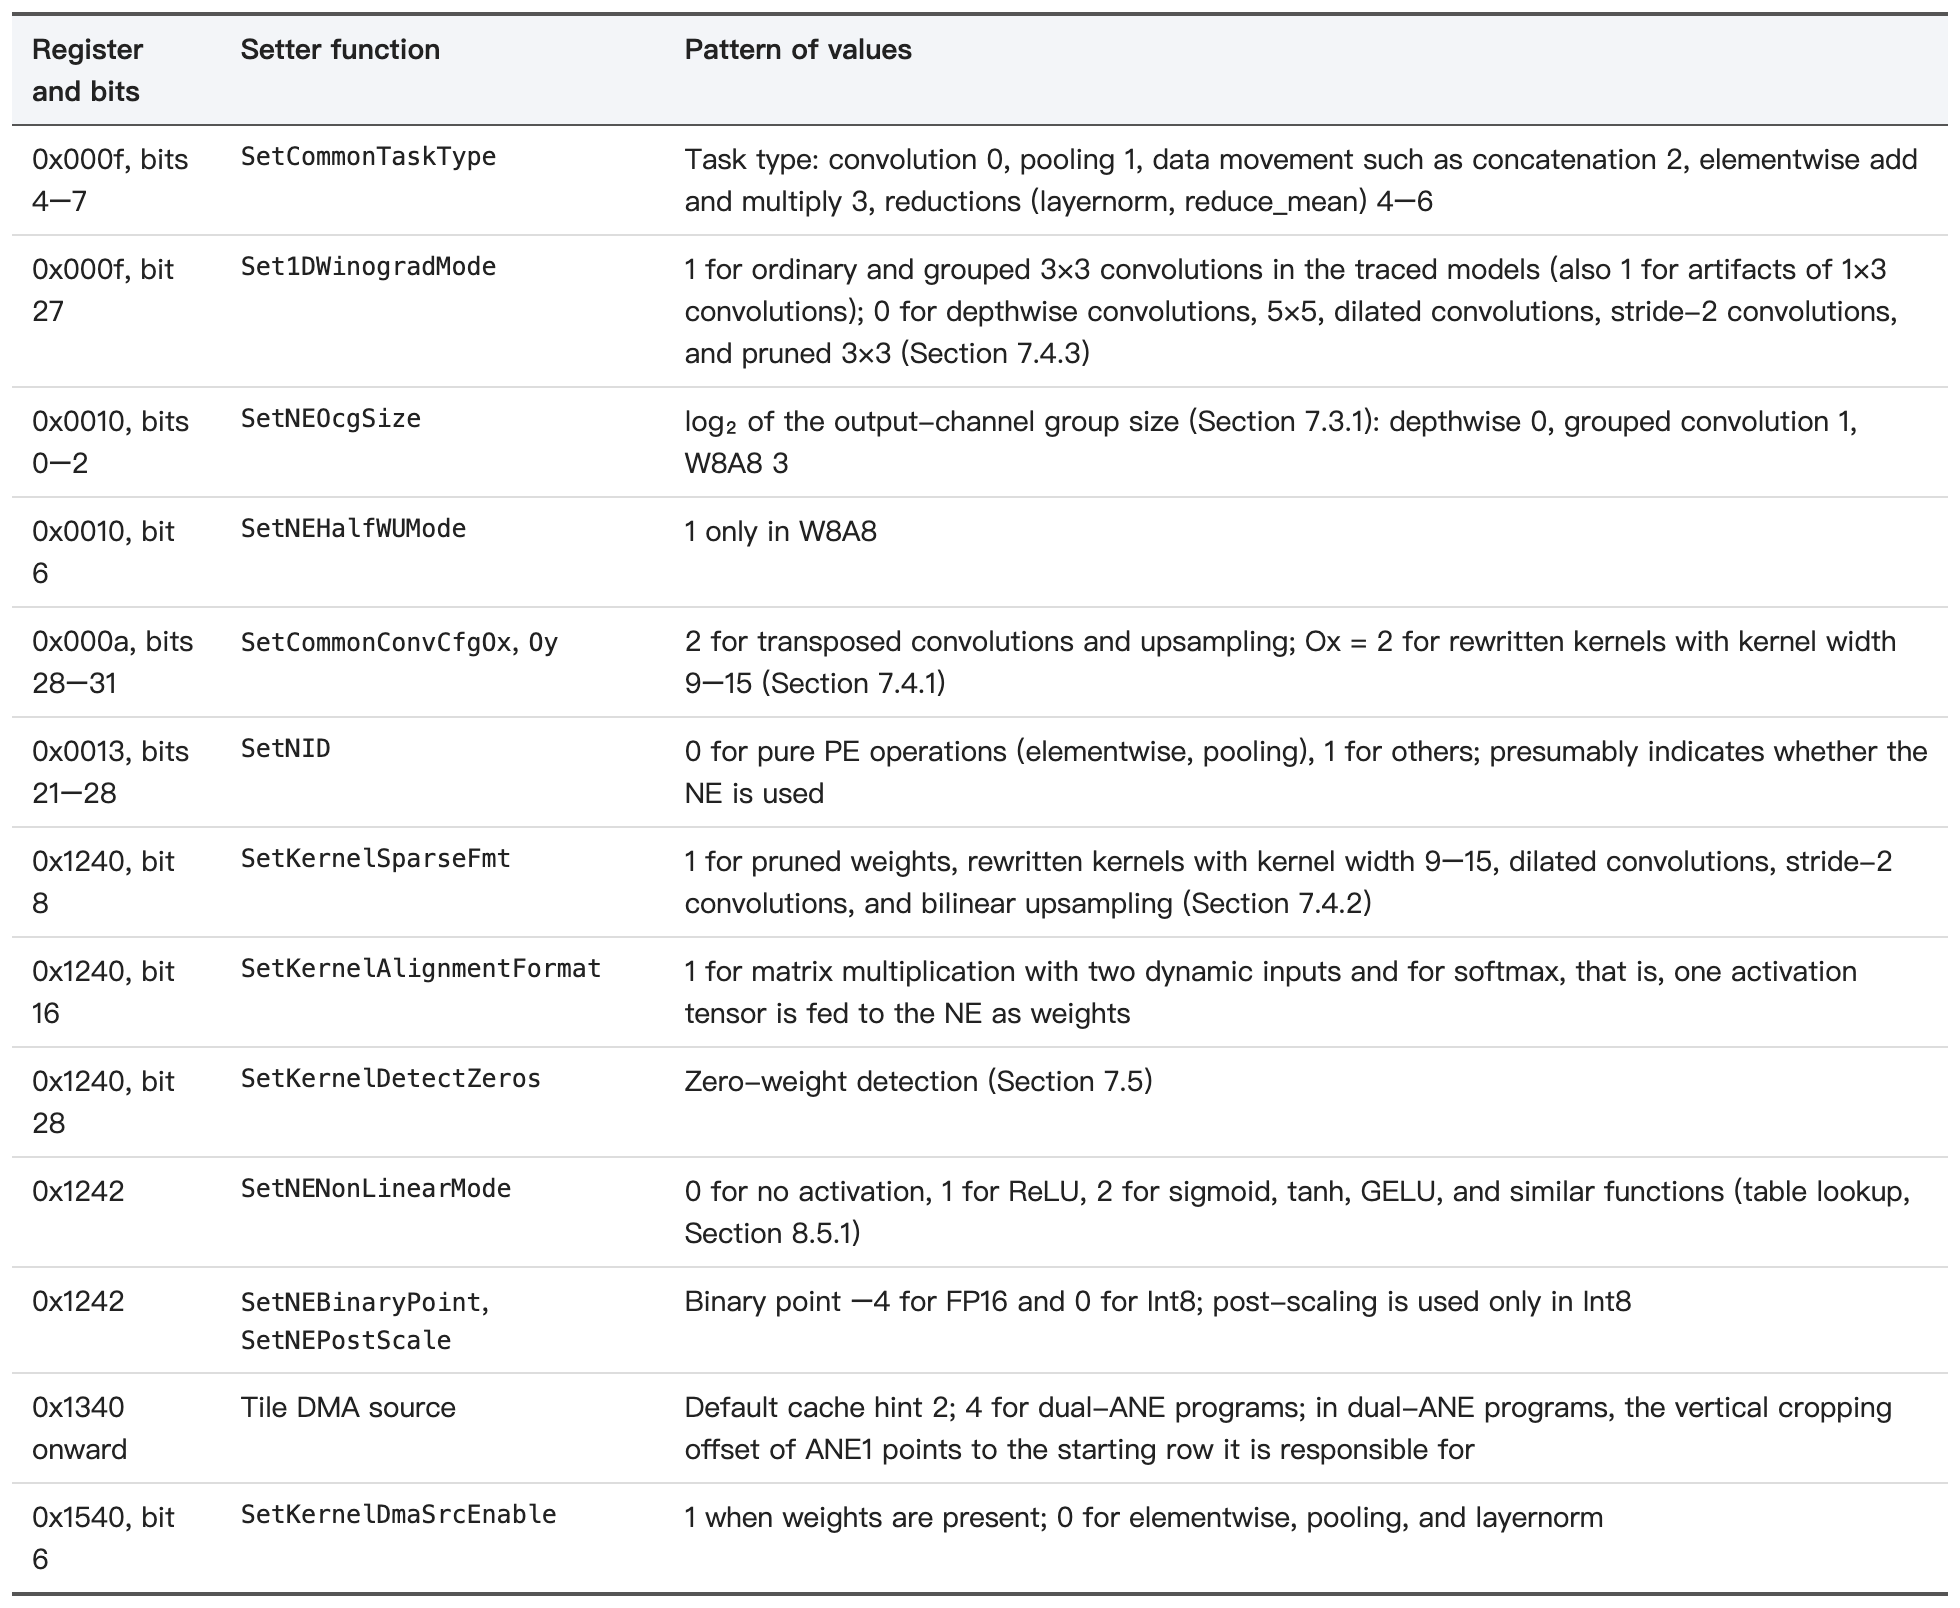 Register
and bits
Setter function
Pattern of values
0x000f, bits
4—7
SetCommonTaskType
Task type: convolution 0, pooling 1, data movement such as concatenation 2, elementwise add
and multiply 3, reductions (layernorm, reduce_mean) 4—6
0x000f, bit
27
Set1DWinogradMode
1 for ordinary and grouped 3×3 convolutions in the traced models (also 1 for artifacts of 1×3
convolutions); 0 for depthwise convolutions, 5×5, dilated convolutions, stride–2 convolutions,
and pruned 3×3 (Section 7.4.3)
0x0010, bits
0—2
SetNEOcgSize
log₂ of the output–channel group size (Section 7.3.1): depthwise 0, grouped convolution 1,
W8A8 3
0x0010, bit
6
SetNEHalfWUMode
1 only in W8A8
0x000a, bits
28—31
SetCommonConvCfgOx, Oy
2 for transposed convolutions and upsampling; Ox = 2 for rewritten kernels with kernel width
9—15 (Section 7.4.1)
0x0013, bits
21—28
SetNID
0 for pure PE operations (elementwise, pooling), 1 for others; presumably indicates whether the
NE is used
0x1240, bit
8
SetKernelSparseFmt
1 for pruned weights, rewritten kernels with kernel width 9—15, dilated convolutions, stride–2
convolutions, and bilinear upsampling (Section 7.4.2)
0x1240, bit
16
SetKernelAlignmentFormat
1 for matrix multiplication with two dynamic inputs and for softmax, that is, one activation
tensor is fed to the NE as weights
0x1240, bit
28
SetKernelDetectZeros
Zero–weight detection (Section 7.5)
0x1242
SetNENonLinearMode
0 for no activation, 1 for ReLU, 2 for sigmoid, tanh, GELU, and similar functions (table lookup,
Section 8.5.1)
0x1242
SetNEBinaryPoint,
SetNEPostScale
Binary point —4 for FP16 and 0 for Int8; post–scaling is used only in Int8
0x1340
onward
Tile DMA source
Default cache hint 2; 4 for dual–ANE programs; in dual–ANE programs, the vertical cropping
offset of ANE1 points to the starting row it is responsible for
0x1540, bit
6
SetKernelDmaSrcEnable
1 when weights are present; 0 for elementwise, pooling, and layernorm